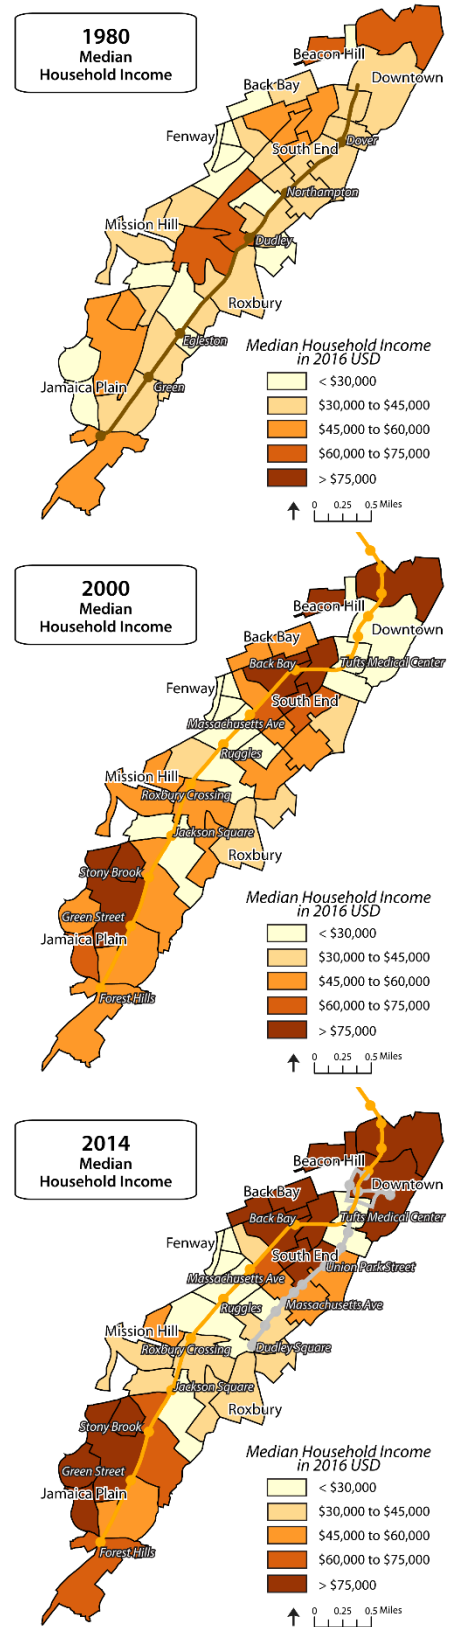 1980
Median
Household Income
Beacon Hill
Downtown
Back Bay
Fenway
South End
Dover
Northampton
Mission Hill
Dudley
Roxbury
Egleston
Jamaica Plain
Green
Median Household Income
in 2016 USD
< $30,000
$30,000 to $45,000
$45,000 to $60,000
$60,000 to $75,000
> $75,000
0 0.25 0.5 Miles
2000
Median
Household Income
Beacon Hill
Downtown
Back Bay
Back Bay
Tufts Medical Center
Fenway
South End
Massachusetts Ave
Ruggles
Mission Hill
Roxbury Crossing
Jackson Square
Roxbury
Stony Brook
Green Street
Jamaica Plain
Forest Hills
Median Household Income
in 2016 USD
< $30,000
$30,000 to $45,000
$45,000 to $60,000
$60,000 to $75,000
> $75,000
0 0.25 0.5 Miles
2014
Median
Household Income
Beacon Hill
Downtown
Back Bay
Back Bay
Tufts Medical Center
Fenway
South End
Union Park Street
Massachusetts Ave
Ruggles
Massachusetts Ave
Mission Hill
Roxbury Crossing
Dudley Square
Jackson Square
Roxbury
Stony Brook
Green Street
Jamaica Plain
Forest Hills
Median Household Income
in 2016 USD
< $30,000
$30,000 to $45,000
$45,000 to $60,000
$60,000 to $75,000
> $75,000
0 0.25 0.5 Miles